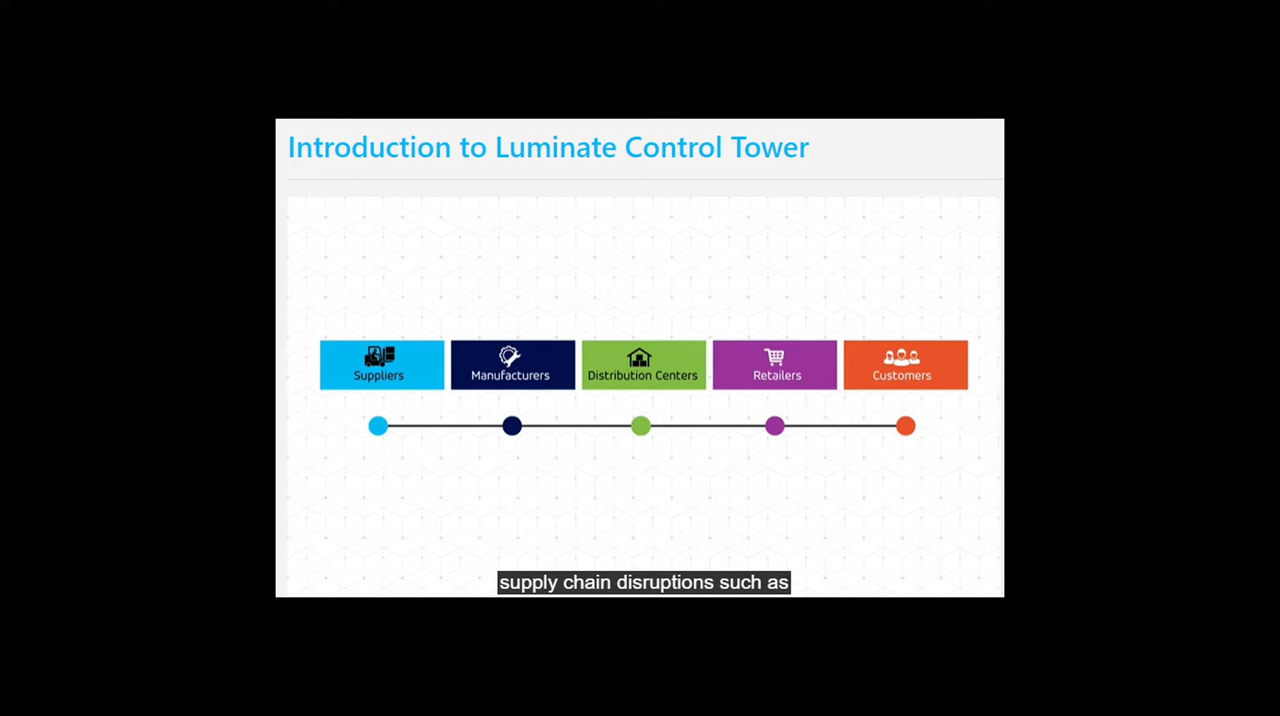 Introduction to Luminate Control Tower
Suppliers
Manufacturers
Distribution Centers
Retailers
Customers
supply chain disruptions such as